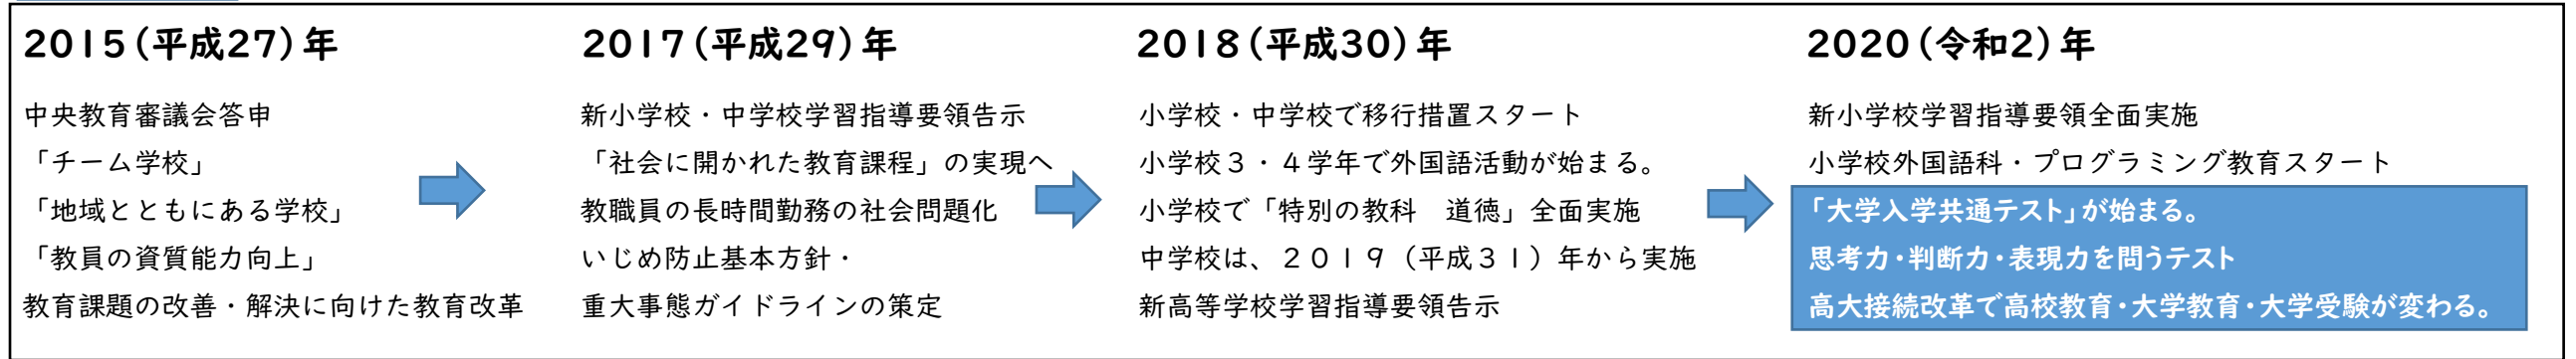 2015(平成27)年
中央教育審議会答申
「チーム学校」
「地域とともにある学校」
「教員の資質能力向上」
教育課題の改善・解決に向けた教育改革
2017(平成29)年
新小学校・中学校学習指導要領告示
「社会に開かれた教育課程」の実現へ
教職員の長時間勤務の社会問題化
いじめ防止基本方針・
重大事態ガイドラインの策定
2018(平成30)年
小学校・中学校で移行措置スタート
小学校３・４学年で外国語活動が始まる。
小学校で「特別の教科　道徳」全面実施
中学校は、２０１９（平成３１）年から実施
新高等学校学習指導要領告示
2020(令和2)年
新小学校学習指導要領全面実施
小学校外国語科・プログラミング教育スタート
「大学入学共通テスト」が始まる。
思考力・判断力・表現力を問うテスト
高大接続改革で高校教育・大学教育・大学受験が変わる。